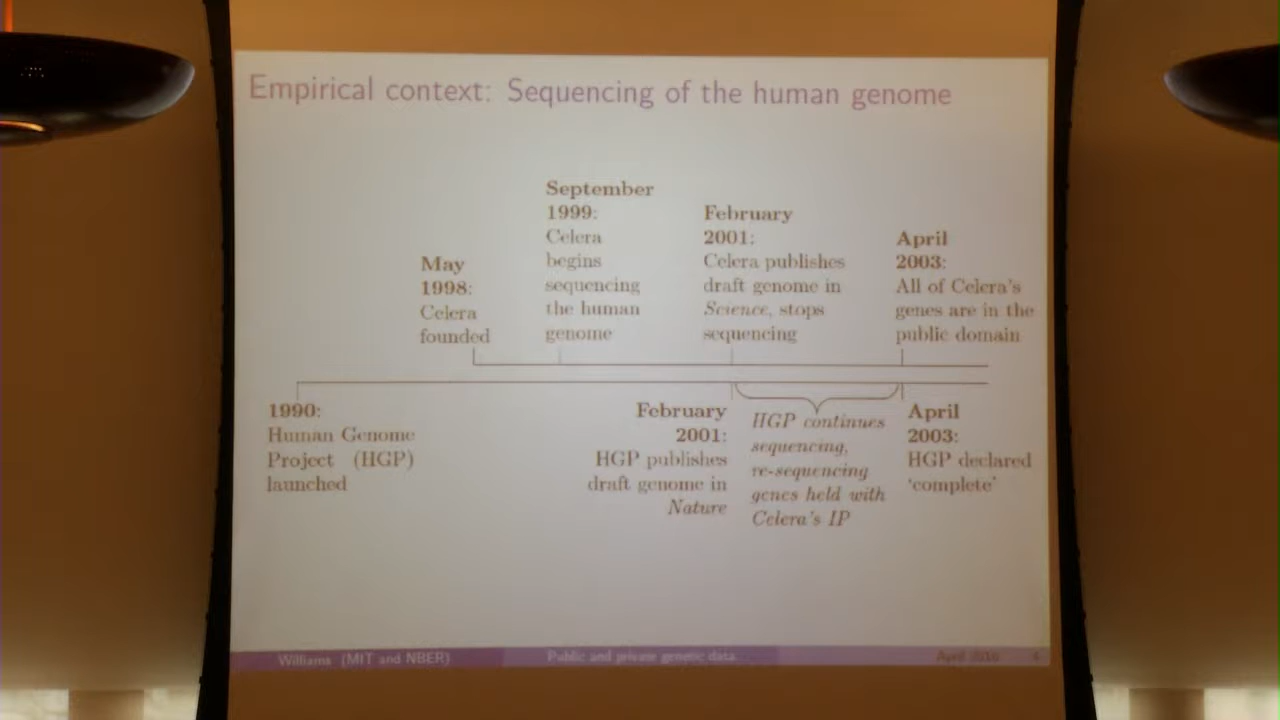 Empirical context: Sequencing of the human genome
September
1999:
Celera
begins
sequencing
the human
genome
February
2001:
Celera publishes
draft genome in
Science, stops
sequencing
April
2003:
All of Celera's
genes are in the
public domain
May
1998:
Celera
founded
1990:
Human Genome
Project (HGP)
launched
February
2001:
HGP publishes
draft genome in
Nature
HGP continues
sequencing,
re-sequencing
genes held with
Celera's IP
April
2003:
HGP declared
'complete'
Williams (MIT and NBER)
Public and private genetic data
April